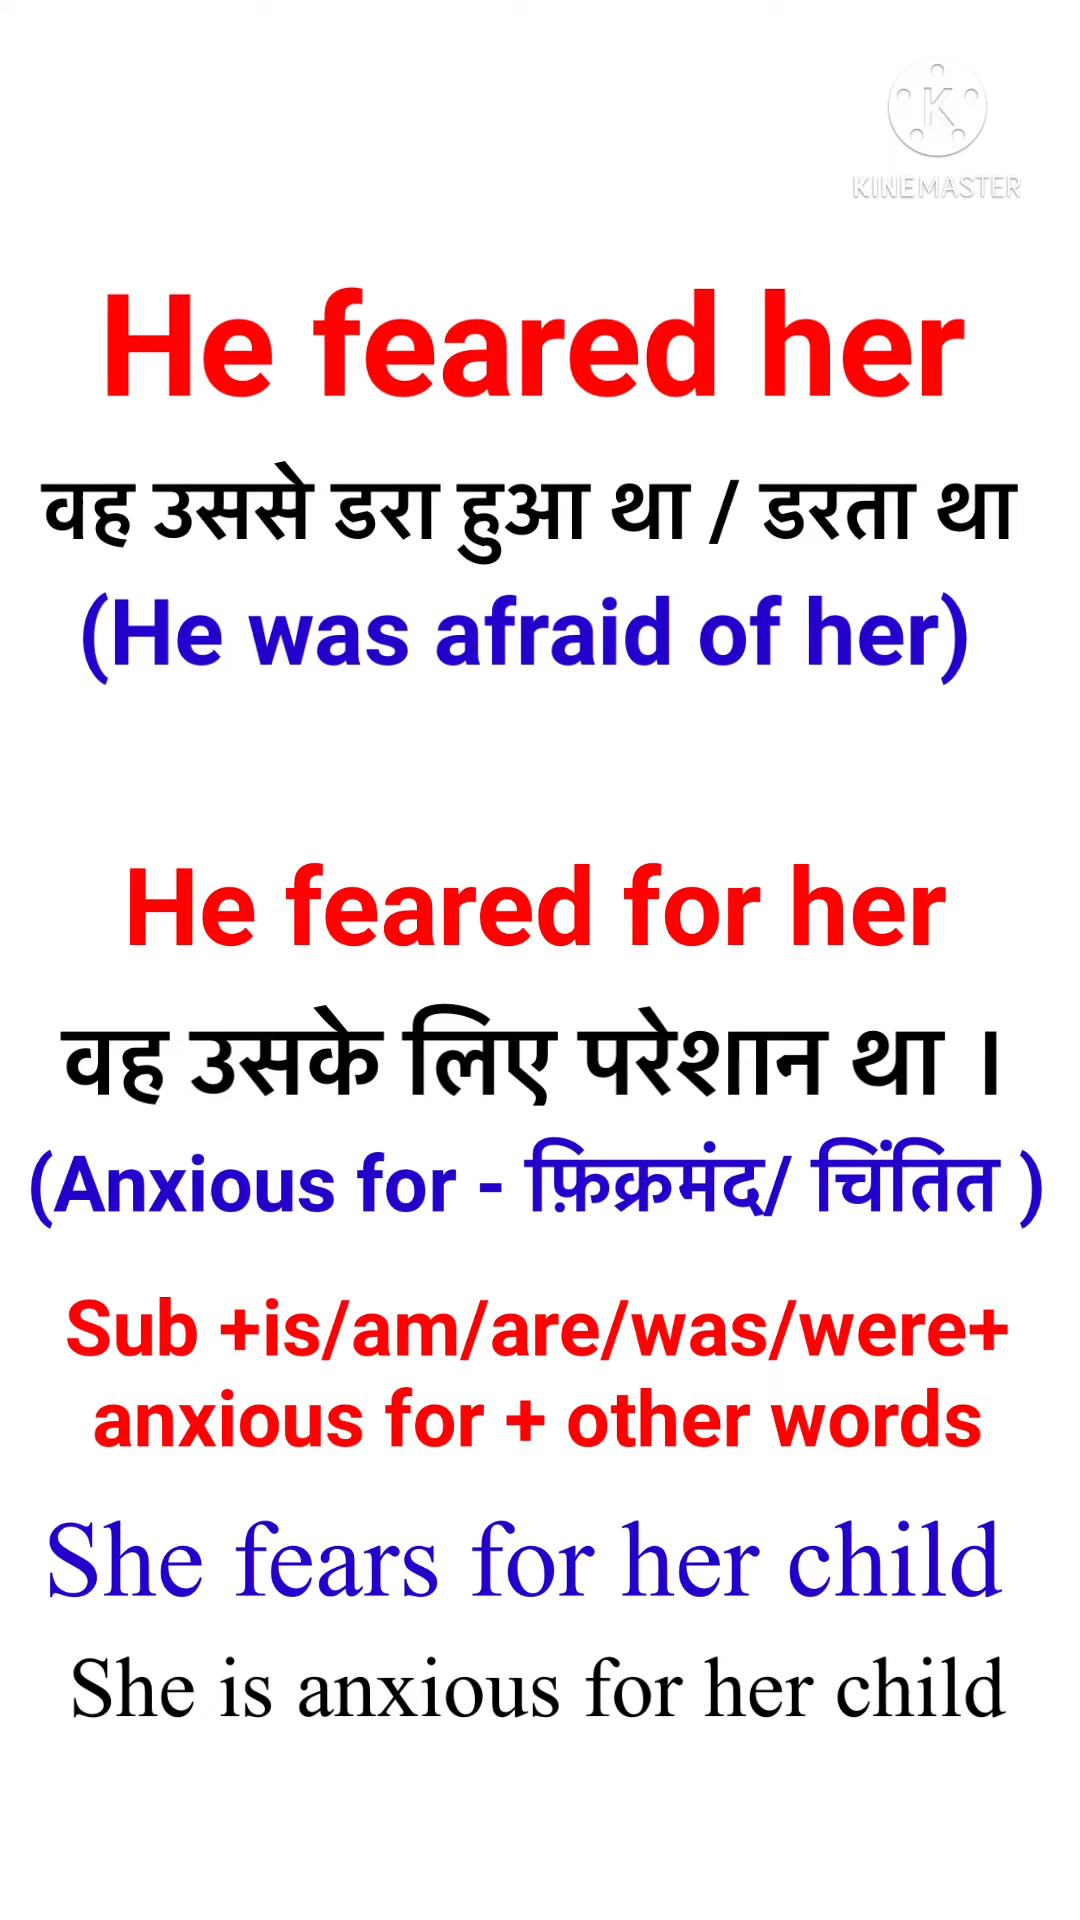 KINEMASTER
He feared her
वह उससे डरा हुआ था / डरता था
(He was afraid of her)
He feared for her
वह उसके लिए परेशान था ।
(Anxious for - फ़िक्रमंद/ चिंतित )
Sub +is/am/are/was/were+
anxious for + other words
She fears for her child
She is anxious for her child